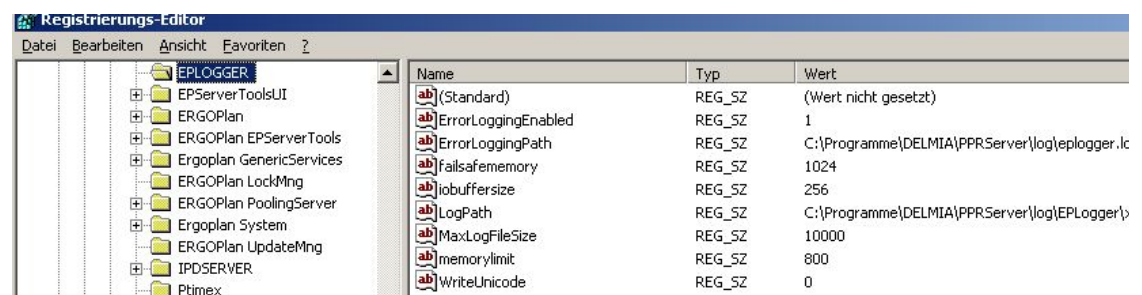 Registrierungs-Editor
Datei Bearbeiten Ansicht Favoriten ?
EPLOGGER
EPServerToolsUI
ERGOPlan
ERGOPlan EPServerTools
Ergoplan GenericServices
ERGOPlan LockMng
ERGOPlan PoolingServer
Ergoplan System
ERGOPlan UpdateMng
IPDSERVER
Ptimex
Name Typ Wert
(Standard) REG_SZ (Wert nicht gesetzt)
ErrorLoggingEnabled REG_SZ 1
ErrorLoggingPath REG_SZ C:\Programme\DELMIA\PPRServer\log\eplogger.lo
failsafememory REG_SZ 1024
iobuffersize REG_SZ 256
LogPath REG_SZ C:\Programme\DELMIA\PPRServer\log\EPLogger\
MaxLogFileSize REG_SZ 10000
memorylimit REG_SZ 800
WriteUnicode REG_SZ 0